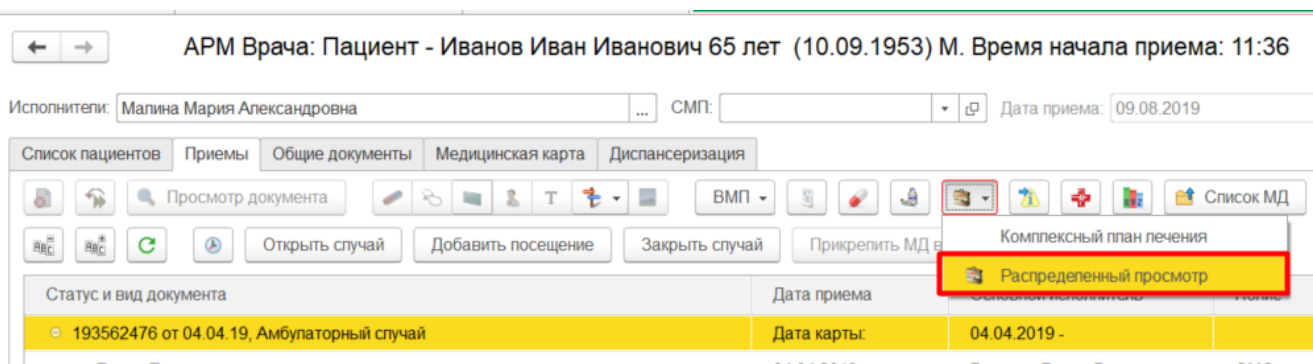 АРМ Врача: Пациент - Иванов Иван Иванович 65 лет (10.09.1953) М. Время начала приема: 11:36
Исполнители: Малина Мария Александровна ... СМП: Дата приема: 09.08.2019
Список пациентов Приемы Общие документы Медицинская карта Диспансеризация
Просмотр документа T ВМП Список МД
Открыть случай Добавить посещение Закрыть случай Прикрепить МД в
Комплексный план лечения
Распределенный просмотр
Статус и вид документа Дата приема
193562476 от 04.04.19, Амбулаторный случай Дата карты: 04.04.2019 -